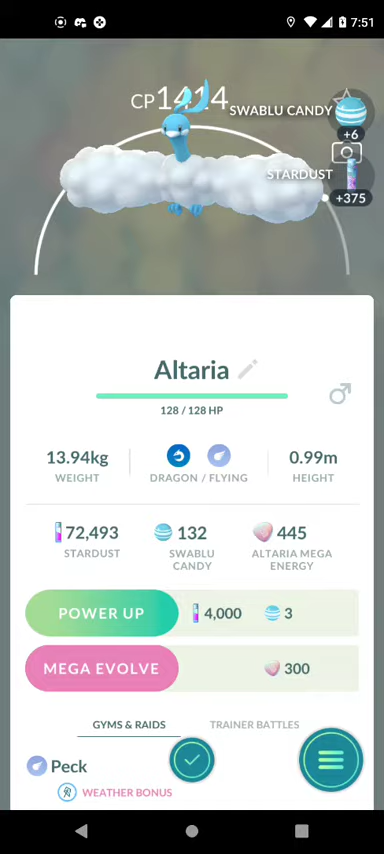 7:51
CP1414
SWABLU CANDY
+6
STARDUST
+375
Altaria
128 / 128 HP
13.94kg
WEIGHT
DRAGON / FLYING
0.99m
HEIGHT
72,493
STARDUST
132
SWABLU
CANDY
445
ALTARIA MEGA
ENERGY
POWER UP
4,000
3
MEGA EVOLVE
300
GYMS & RAIDS
TRAINER BATTLES
Peck
WEATHER BONUS